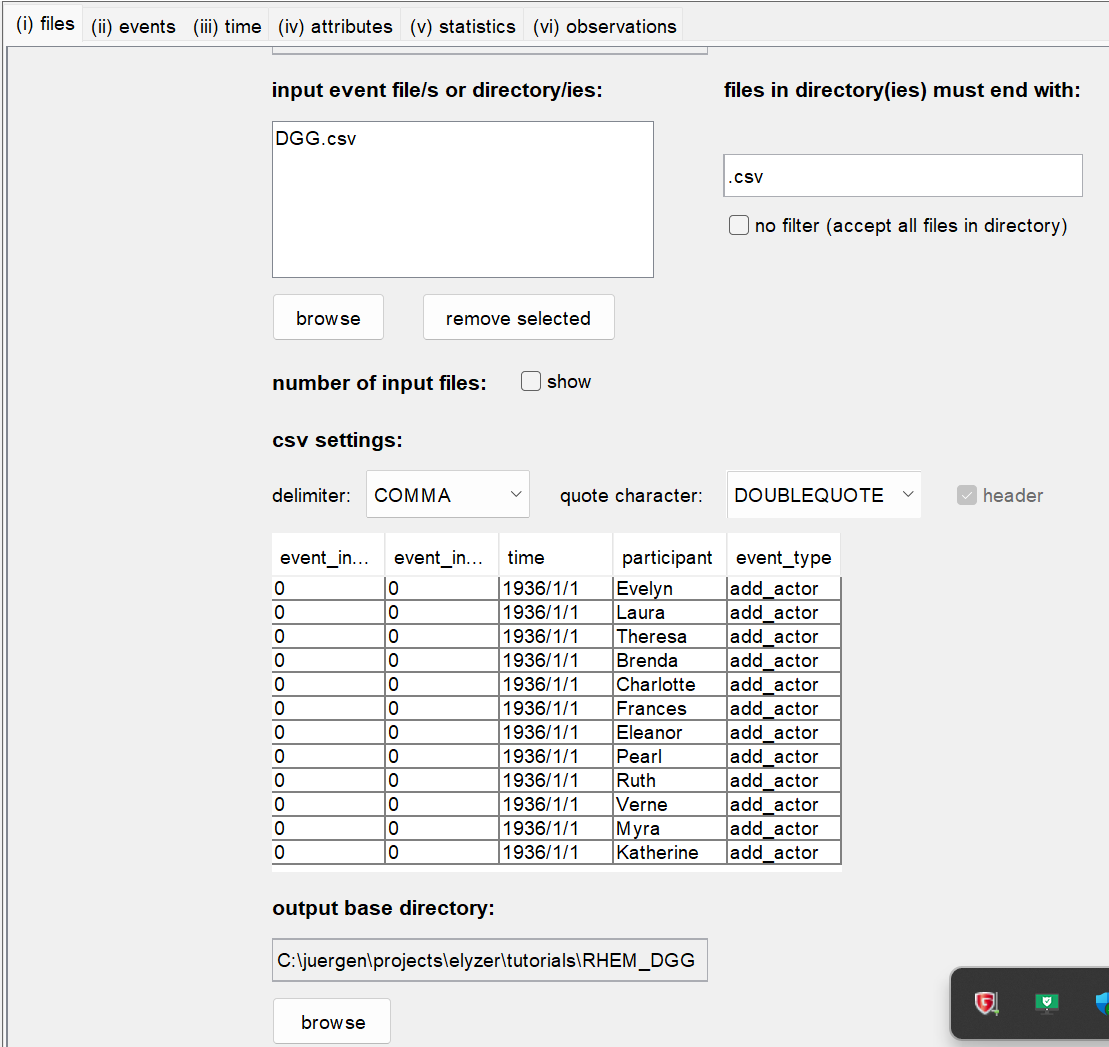 (i) files (ii) events (iii) time (iv) attributes (v) statistics (vi) observations
input event file/s or directory/ies: files in directory(ies) must end with:
DGG.csv
.csv
no filter (accept all files in directory)
browse remove selected
number of input files: show
csv settings:
delimiter: COMMA quote character: DOUBLEQUOTE header
event_in... event_in... time participant event_type
0 0 1936/1/1 Evelyn add_actor
0 0 1936/1/1 Laura add_actor
0 0 1936/1/1 Theresa add_actor
0 0 1936/1/1 Brenda add_actor
0 0 1936/1/1 Charlotte add_actor
0 0 1936/1/1 Frances add_actor
0 0 1936/1/1 Eleanor add_actor
0 0 1936/1/1 Pearl add_actor
0 0 1936/1/1 Ruth add_actor
0 0 1936/1/1 Verne add_actor
0 0 1936/1/1 Myra add_actor
0 0 1936/1/1 Katherine add_actor
output base directory:
C:\juergen\projects\elyzer\tutorials\RHEM_DGG
browse